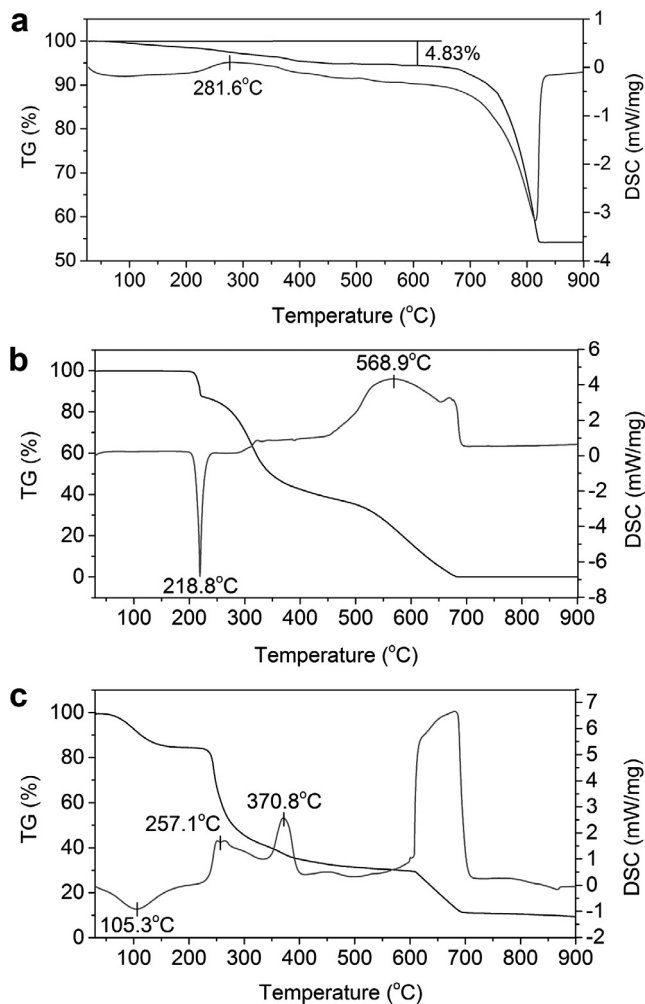 a
100
90
80
70
60
50
TG (%)
1
0
-1
-2
-3
-4
DSC (mW/mg)
4.83%
281.6°C
100 200 300 400 500 600 700 800 900
Temperature (°C)
b
100
80
60
40
20
0
TG (%)
6
4
2
0
-2
-4
-6
-8
DSC (mW/mg)
568.9°C
218.8°C
100 200 300 400 500 600 700 800 900
Temperature (°C)
c
100
80
60
40
20
0
TG (%)
7
6
5
4
3
2
1
0
-1
-2
DSC (mW/mg)
370.8°C
257.1°C
105.3°C
100 200 300 400 500 600 700 800 900
Temperature (°C)